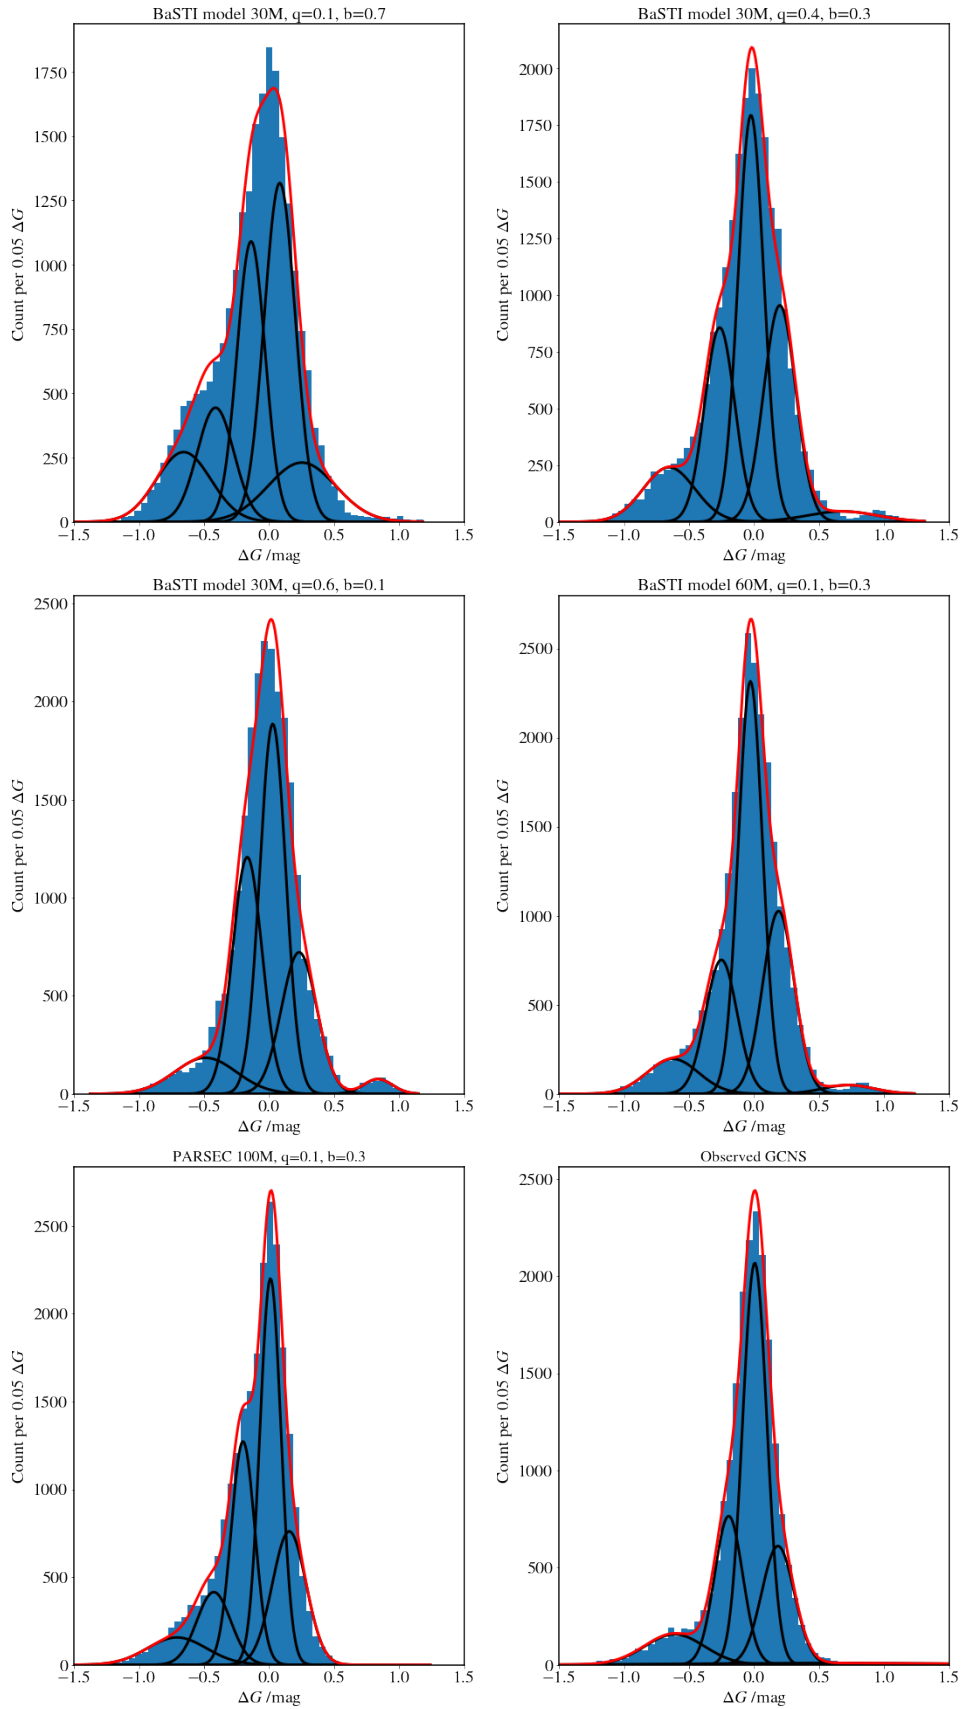 BaSTI model 30M, q=0.1, b=0.7
Count per 0.05 ΔG
1750
1500
1250
1000
750
500
250
0
−1.5 −1.0 −0.5 0.0 0.5 1.0 1.5
ΔG /mag
BaSTI model 30M, q=0.4, b=0.3
Count per 0.05 ΔG
2000
1750
1500
1250
1000
750
500
250
0
−1.5 −1.0 −0.5 0.0 0.5 1.0 1.5
ΔG /mag
BaSTI model 30M, q=0.6, b=0.1
Count per 0.05 ΔG
2500
2000
1500
1000
500
0
−1.5 −1.0 −0.5 0.0 0.5 1.0 1.5
ΔG /mag
BaSTI model 60M, q=0.1, b=0.3
Count per 0.05 ΔG
2500
2000
1500
1000
500
0
−1.5 −1.0 −0.5 0.0 0.5 1.0 1.5
ΔG /mag
PARSEC 100M, q=0.1, b=0.3
Count per 0.05 ΔG
2500
2000
1500
1000
500
0
−1.5 −1.0 −0.5 0.0 0.5 1.0 1.5
ΔG /mag
Observed GCNS
Count per 0.05 ΔG
2500
2000
1500
1000
500
0
−1.5 −1.0 −0.5 0.0 0.5 1.0 1.5
ΔG /mag